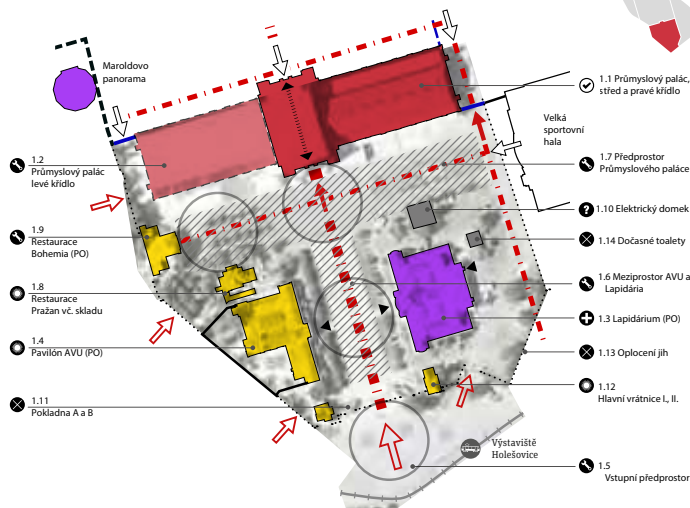 Maroldovo
panorama
1.2
Průmyslový palác
levé křídlo
1.9
Restaurace
Bohemia (PO)
1.8
Restaurace
Pražan vč. skladu
1.4
Pavilón AVU (PO)
1.11
Pokladna A a B
1.1 Průmyslový palác,
střed a pravé křídlo
Velká
sportovní
hala
1.7 Předprostor
Průmyslového paláce
1.10 Elektrický domek
1.14 Dočasné toalety
1.6 Meziprostor AVU a
Lapidária
1.3 Lapidárium (PO)
1.13 Oplocení jih
1.12
Hlavní vrátnice I., II.
Výstaviště
Holešovice
1.5
Vstupní předprostor